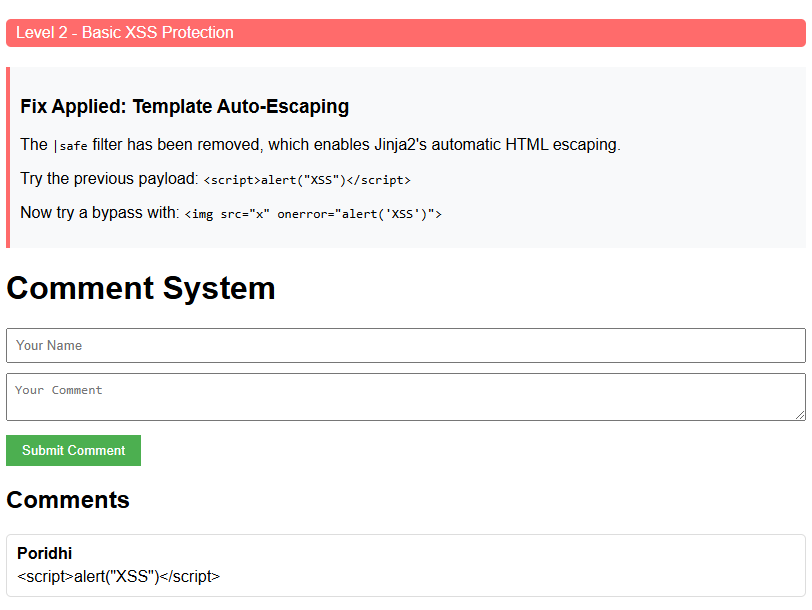 Level 2 - Basic XSS Protection
Fix Applied: Template Auto-Escaping
The |safe filter has been removed, which enables Jinja2's automatic HTML escaping.
Try the previous payload: <script>alert("XSS")</script>
Now try a bypass with: <img src="x" onerror="alert('XSS')">
Comment System
Your Name
Your Comment
Submit Comment
Comments
Poridhi
<script>alert("XSS")</script>